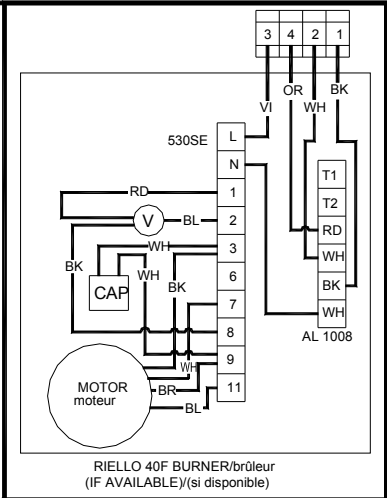 3 4 2 1
OR BK
VI WH
530SE L
N
T1
T2
RD
WH
BK
WH
AL 1008
RD 1
V BL 2
WH 3
BK WH BK 6
CAP
7
8
WH 9
MOTOR
moteur
BR
BL 11
RIELLO 40F BURNER/brûleur
(IF AVAILABLE)/(si disponible)